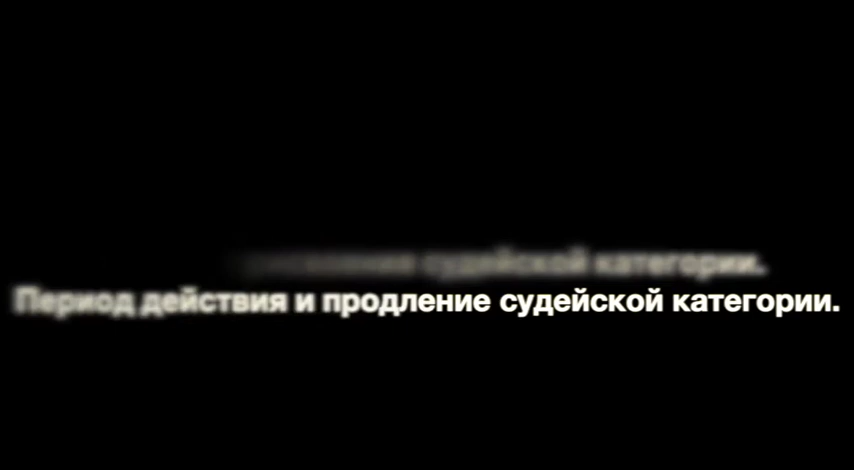 судейской категории.
Период действия и продление судейской категории.